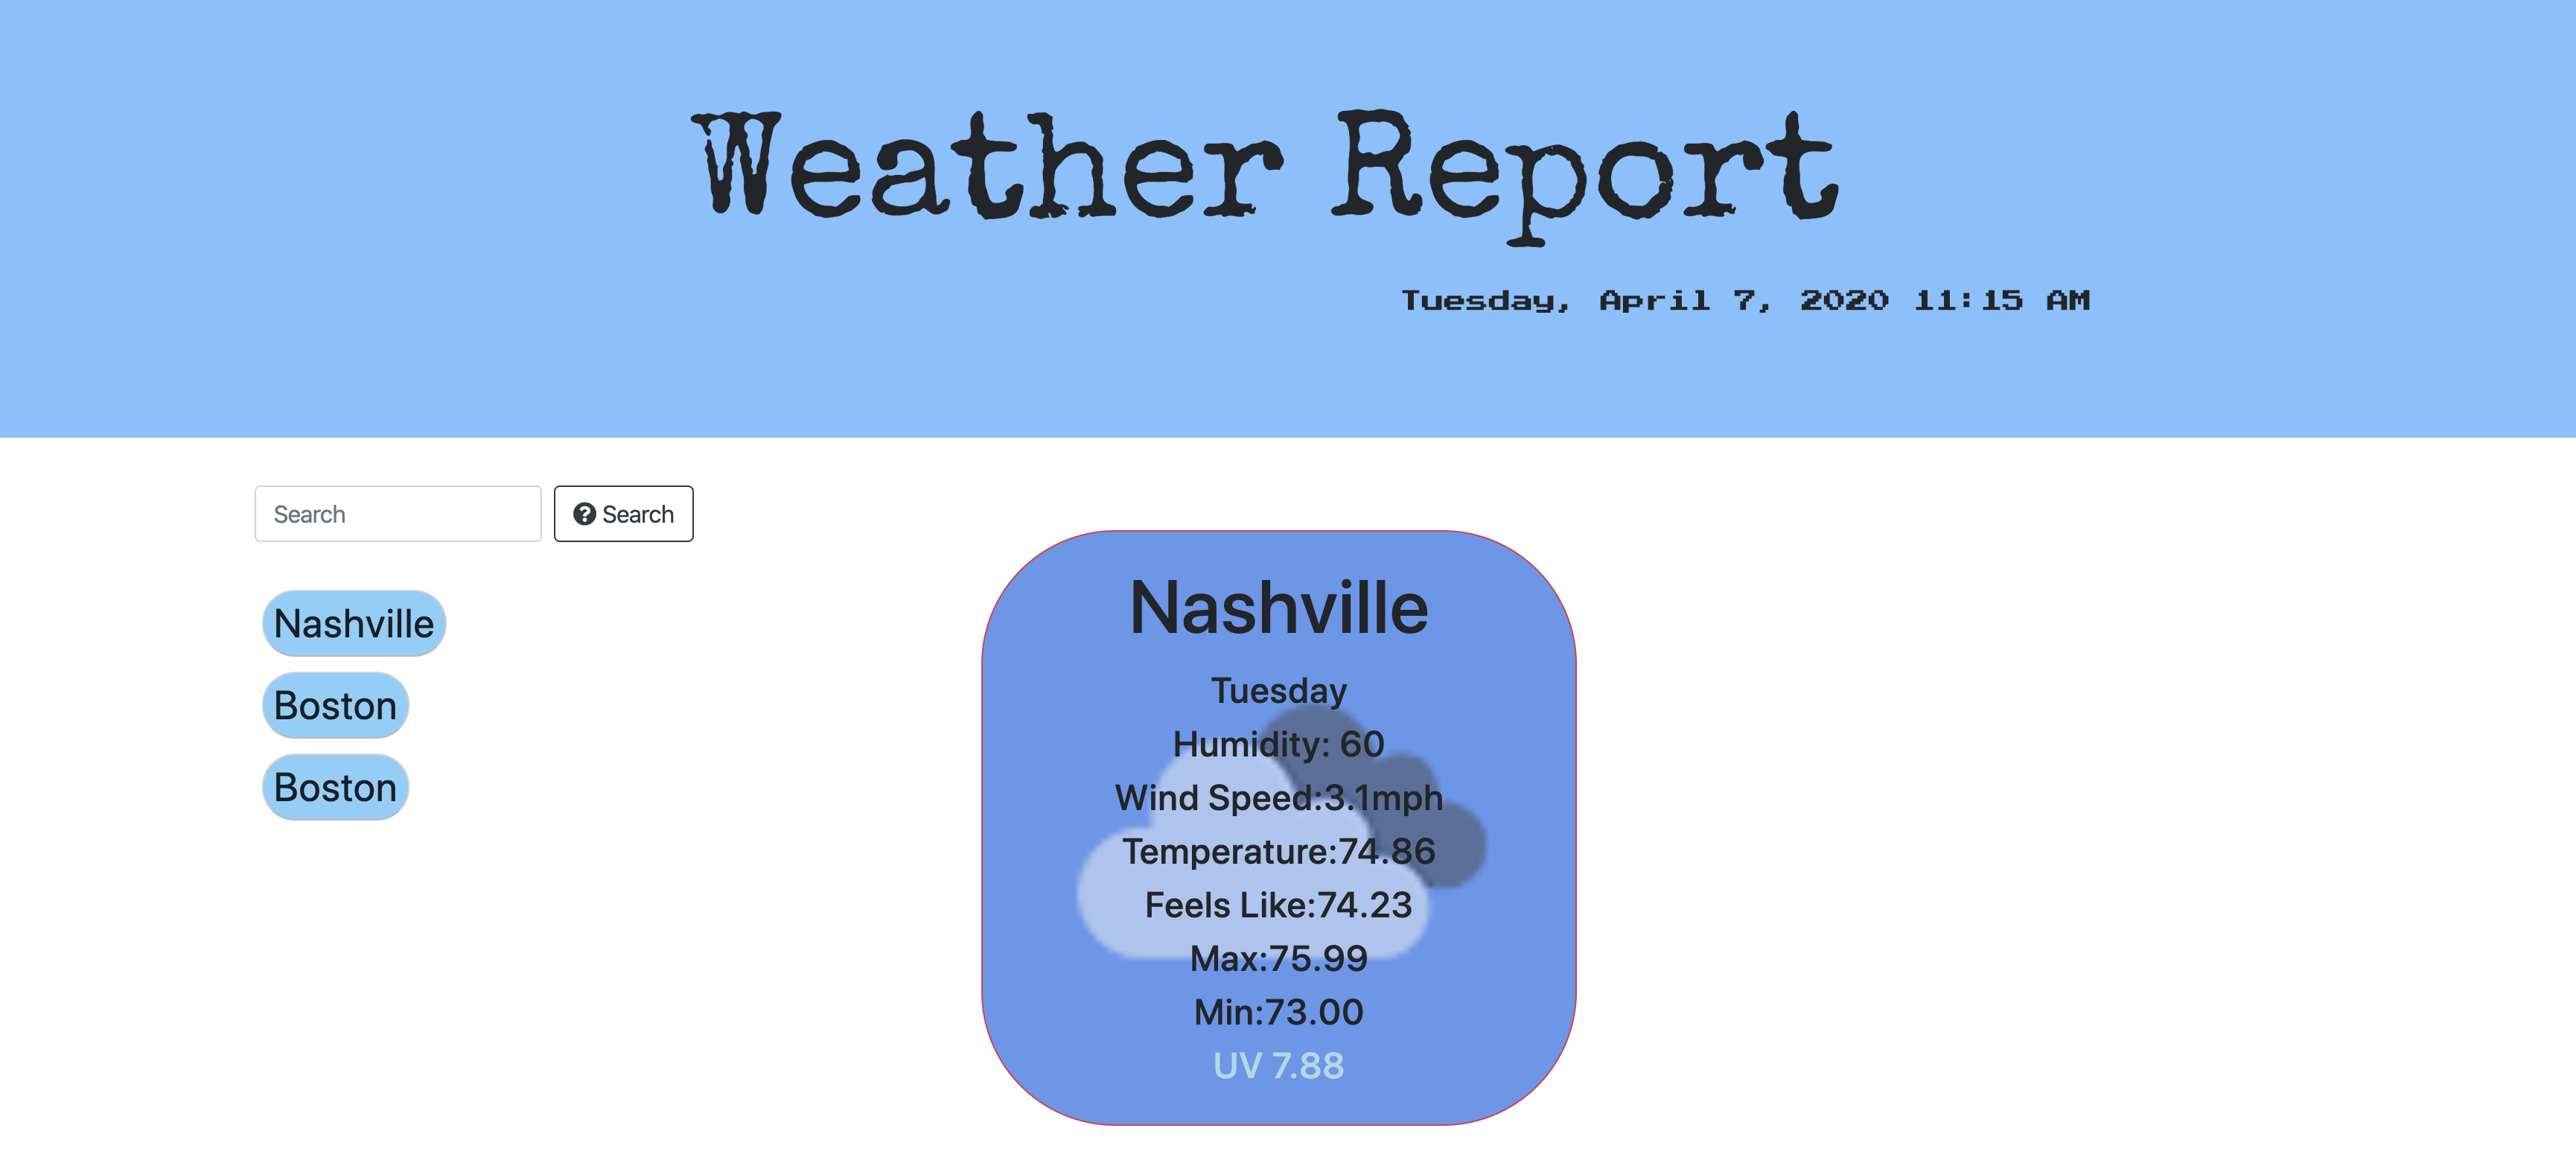 Weather Report
Tuesday, April 7, 2020 11:15 AM
Search
Search
Nashville
Boston
Boston
Nashville
Tuesday
Humidity: 60
Wind Speed:3.1mph
Temperature:74.86
Feels Like:74.23
Max:75.99
Min:73.00
UV 7.88